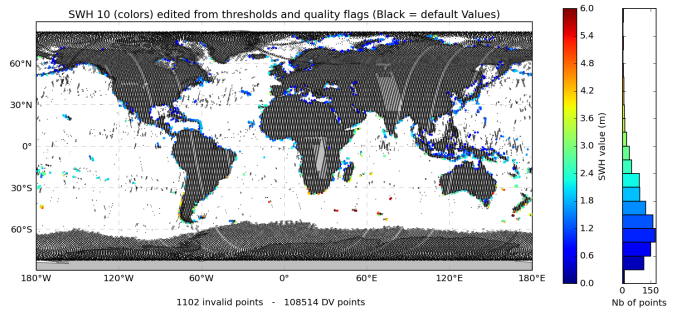 SWH 10 (colors) edited from thresholds and quality flags (Black = default Values)
60°N
30°N
0°
30°S
60°S
180°W
120°W
60°W
0°
60°E
120°E
180°E
1102 invalid points - 108514 DV points
6.0
5.4
4.8
4.2
3.6
3.0
2.4
1.8
1.2
0.6
0.0
SWH value (m)
0
150
Nb of points